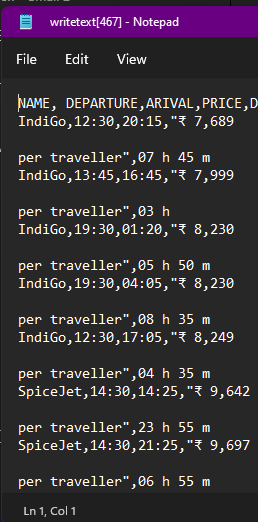 writetext[467] - Notepad
File Edit View
NAME, DEPARTURE,ARIVAL,PRICE,D
IndiGo,12:30,20:15,"₹ 7,689
per traveller",07 h 45 m
IndiGo,13:45,16:45,"₹ 7,999
per traveller",03 h
IndiGo,19:30,01:20,"₹ 8,230
per traveller",05 h 50 m
IndiGo,19:30,04:05,"₹ 8,230
per traveller",08 h 35 m
IndiGo,12:30,17:05,"₹ 8,249
per traveller",04 h 35 m
SpiceJet,14:30,14:25,"₹ 9,642
per traveller",23 h 55 m
SpiceJet,14:30,21:25,"₹ 9,697
per traveller",06 h 55 m
Ln 1, Col 1